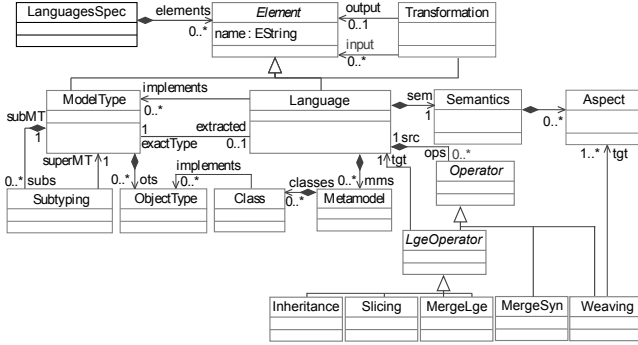 LanguagesSpec
elements
0..*
Element
name : EString
output
0..1
input
0..*
Transformation
ModelType
implements
0..*
Language
sem
1
Semantics
0..*
Aspect
subMT
1
1
exactType
extracted
0..1
1 src
ops
0..*
superMT
1
0..*
subs
0..*
ots
implements
0..*
classes
0..*
0..*
mms
1
tgt
1..*
tgt
Operator
Subtyping
ObjectType
Class
Metamodel
LgeOperator
Inheritance
Slicing
MergeLge
MergeSyn
Weaving